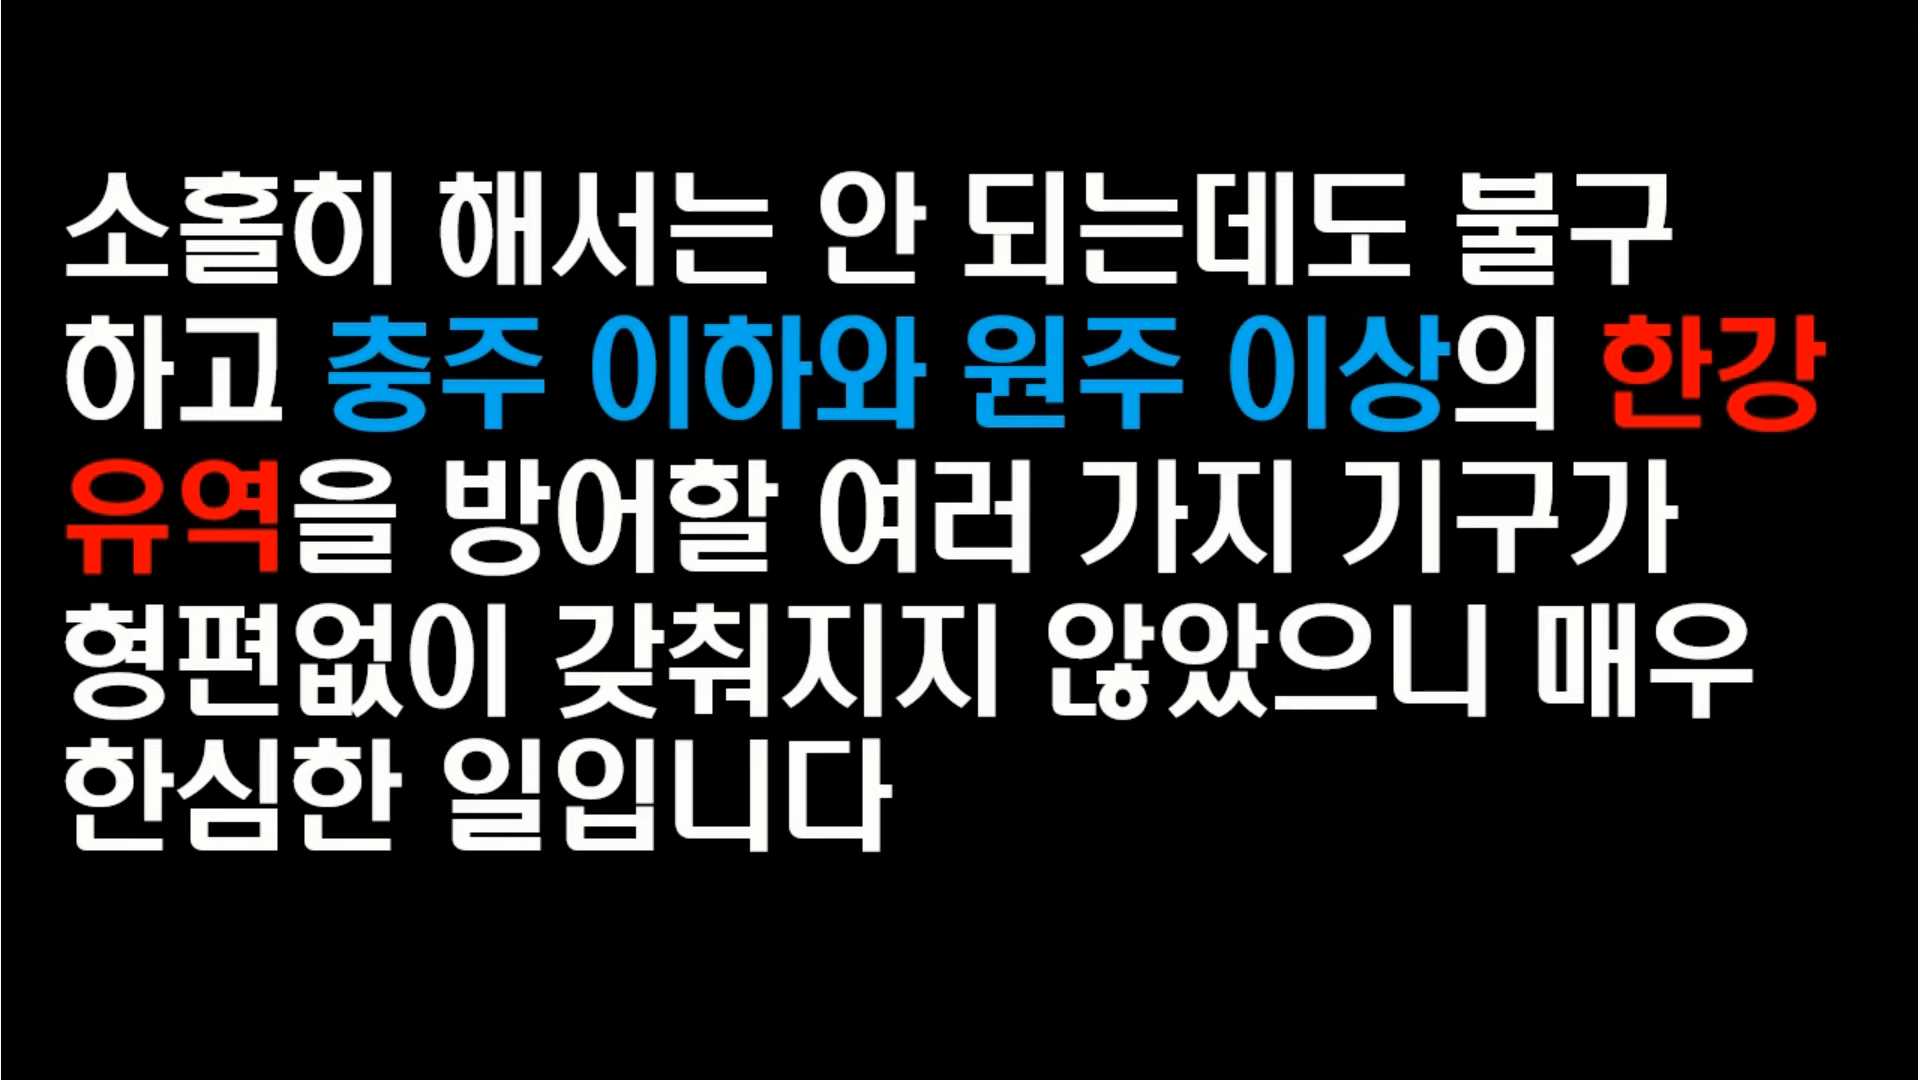 소홀히 해서는 안 되는데도 불구
하고 충주 이하와 원주 이상의 한강
유역을 방어할 여러 가지 기구가
형편없이 갖춰지지 않았으니 매우
한심한 일입니다